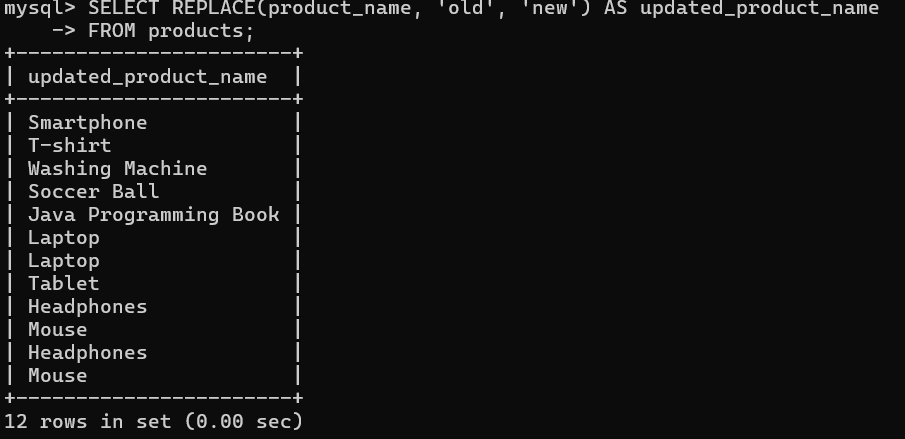 mysql> SELECT REPLACE(product_name, 'old', 'new') AS updated_product_name
    -> FROM products;
+-----------------------+
| updated_product_name  |
+-----------------------+
| Smartphone            |
| T-shirt               |
| Washing Machine       |
| Soccer Ball           |
| Java Programming Book |
| Laptop                |
| Laptop                |
| Tablet                |
| Headphones            |
| Mouse                 |
| Headphones            |
| Mouse                 |
+-----------------------+
12 rows in set (0.00 sec)